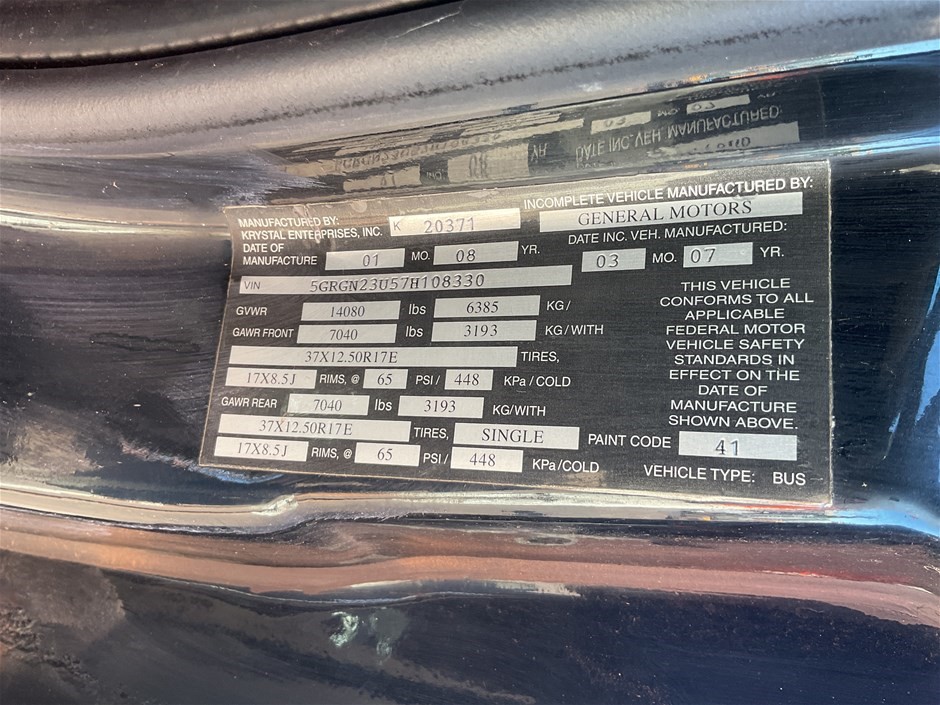 MANUFACTURED BY: K 20371 INCOMPLETE VEHICLE MANUFACTURED BY:
KRYSTAL ENTERPRISES, INC. GENERAL MOTORS
DATE OF MANUFACTURE 01 MO. 08 YR. DATE INC. VEH. MANUFACTURED:
03 MO. 07 YR.
VIN 5GRGN23U57H108330
GVWR 14080 lbs 6385 KG/
GAWR FRONT 7040 lbs 3193 KG/WITH
37X12.50R17E TIRES,
17X8.5J RIMS, @ 65 PSI/ 448 KPa/COLD
GAWR REAR 7040 lbs 3193 KG/WITH
37X12.50R17E TIRES, SINGLE
17X8.5J RIMS, @ 65 PSI/ 448 KPa/COLD
THIS VEHICLE
CONFORMS TO ALL
APPLICABLE
FEDERAL MOTOR
VEHICLE SAFETY
STANDARDS IN
EFFECT ON THE
DATE OF
MANUFACTURE
SHOWN ABOVE.
PAINT CODE 41
VEHICLE TYPE: BUS